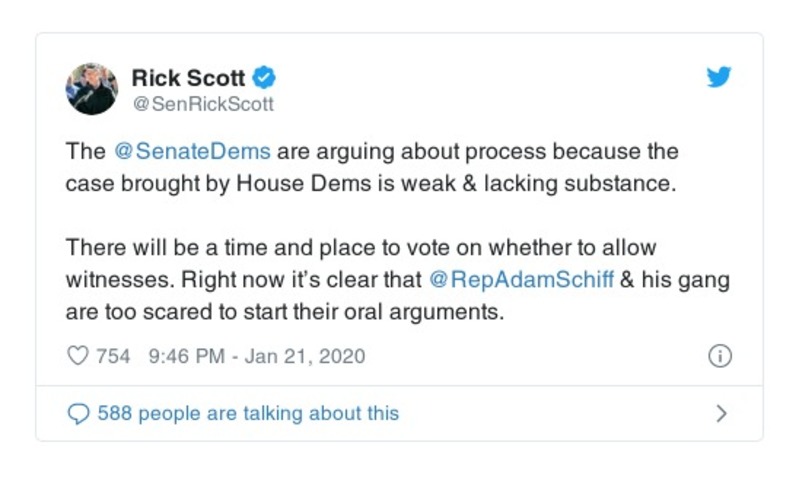 Rick Scott
@SenRickScott
The @SenateDems are arguing about process because the
case brought by House Dems is weak & lacking substance.
There will be a time and place to vote on whether to allow
witnesses. Right now it's clear that @RepAdamSchiff & his gang
are too scared to start their oral arguments.
754 9:46 PM - Jan 21, 2020
588 people are talking about this